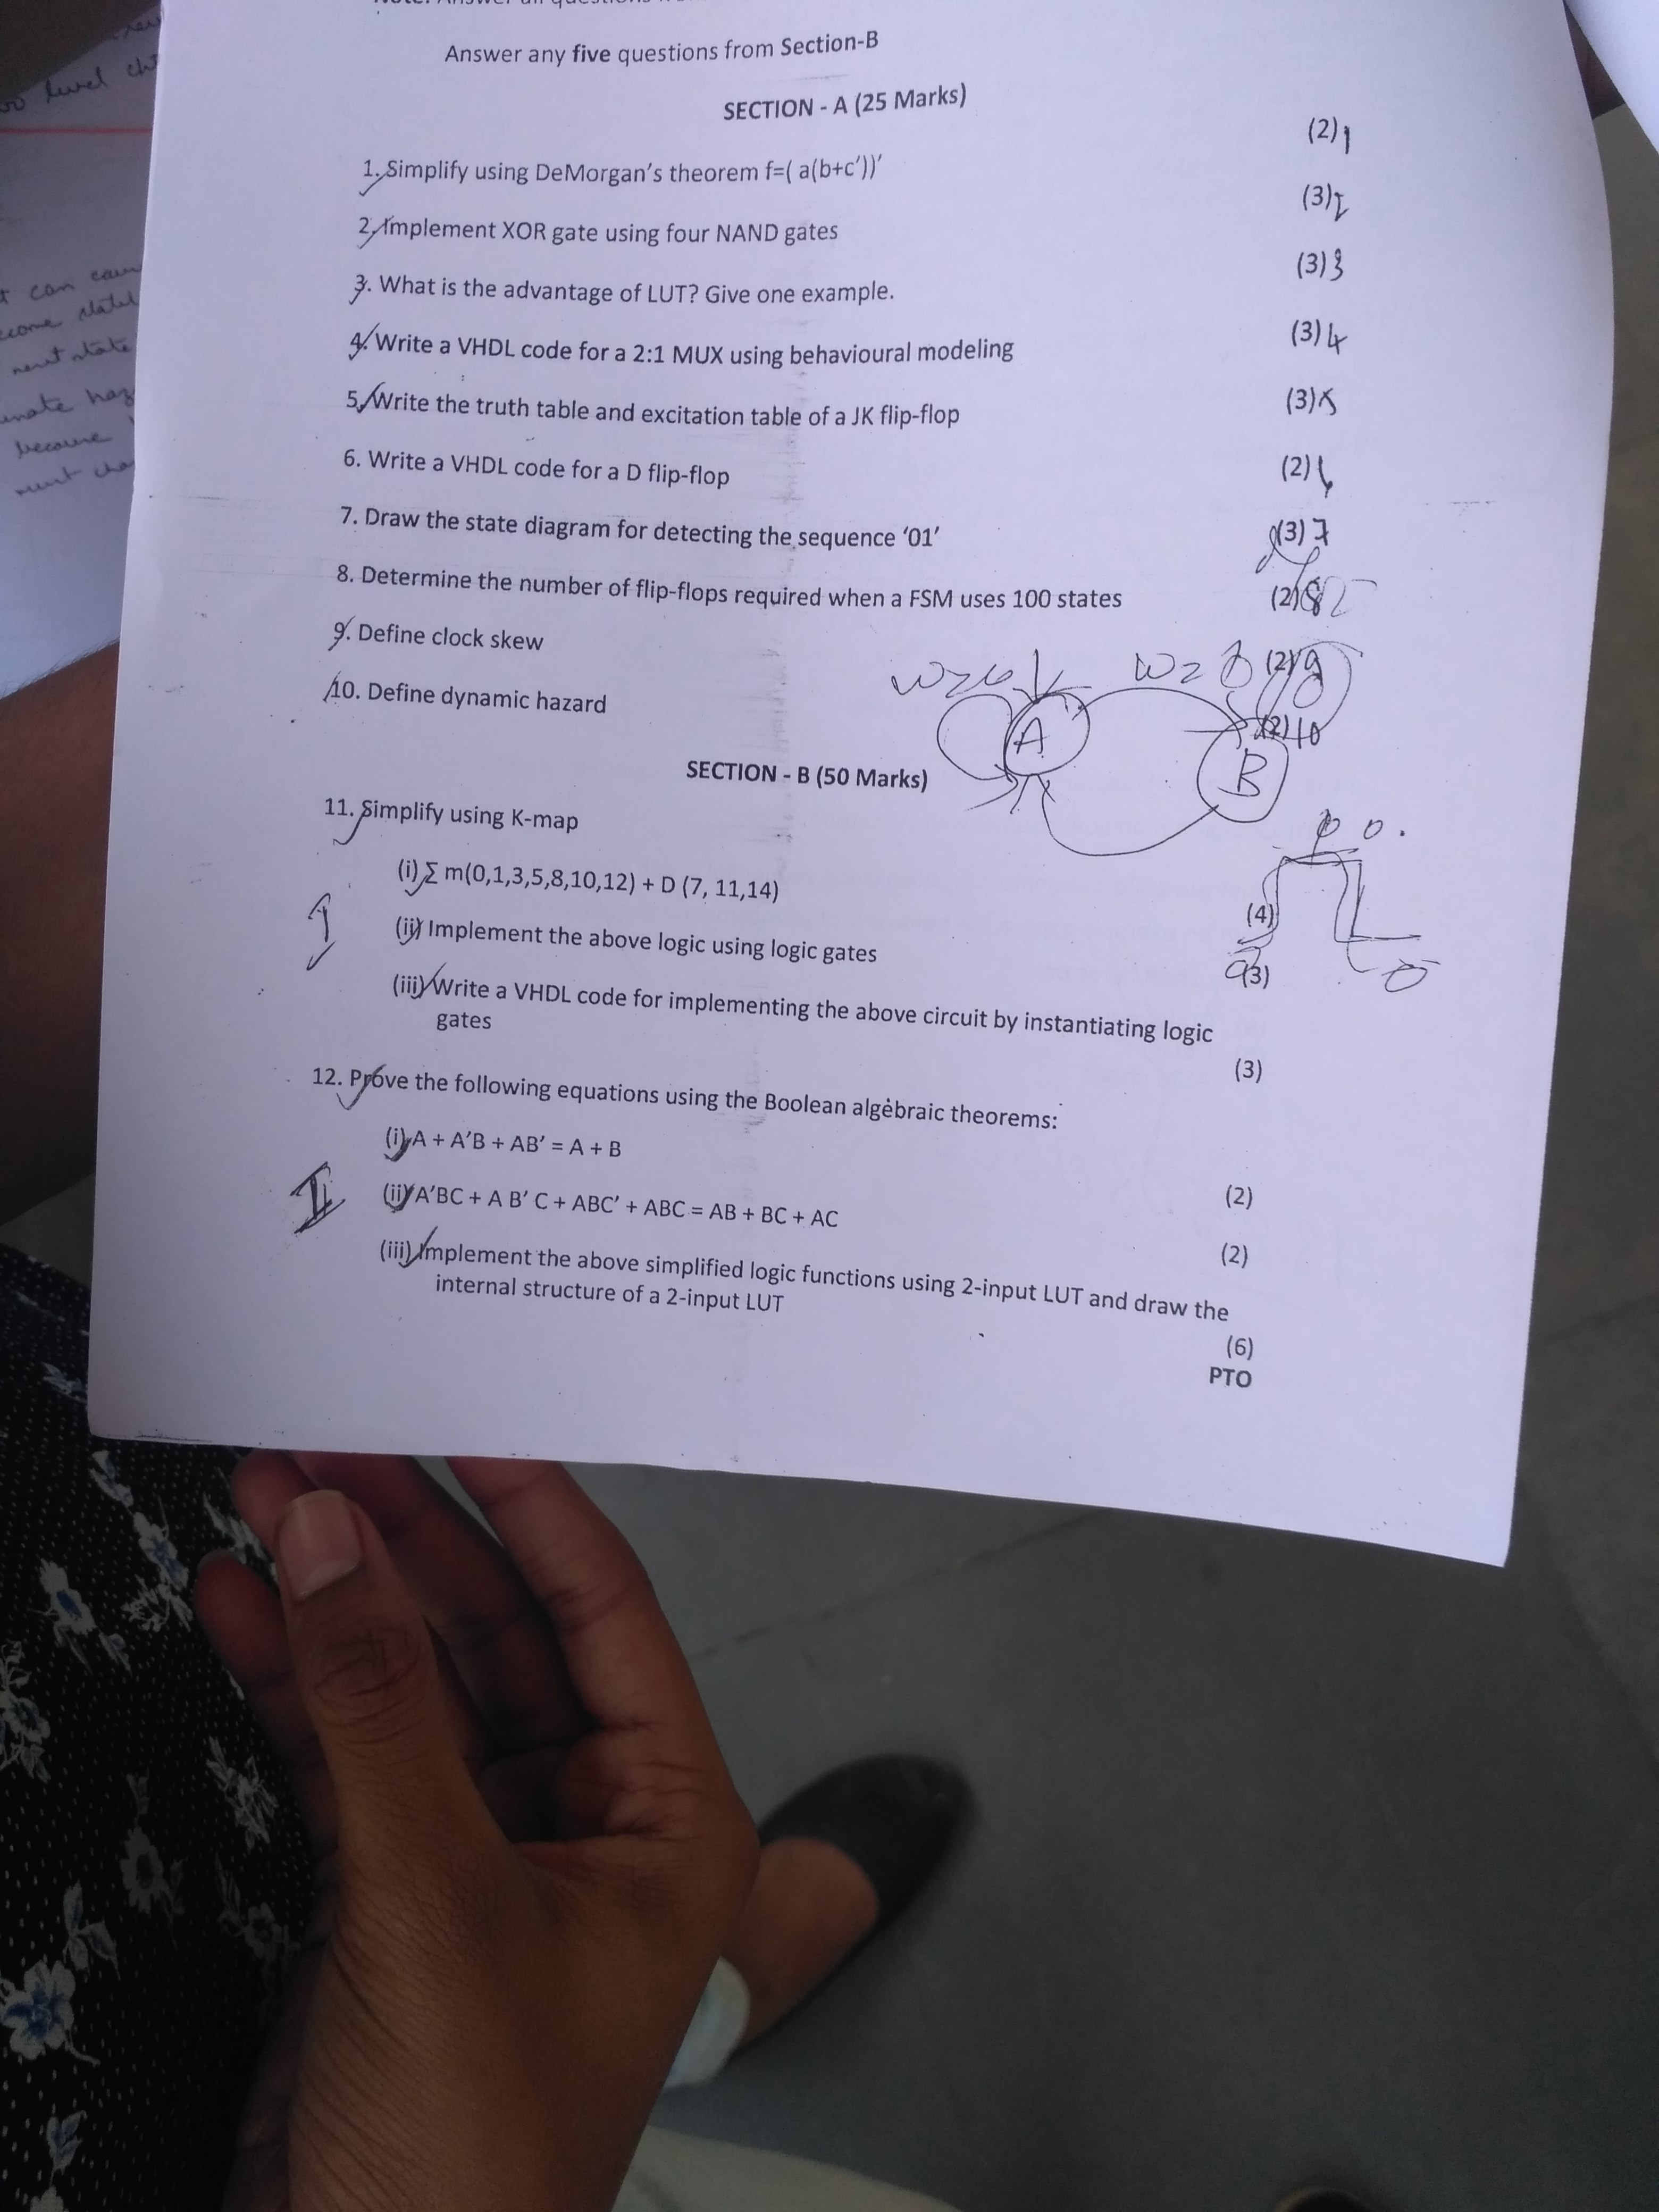 Answer any five questions from Section-B
SECTION - A (25 Marks)
1. Simplify using DeMorgan's theorem f=( a(b+c'))' (2) 1
2. Implement XOR gate using four NAND gates (3) 2
3. What is the advantage of LUT? Give one example. (3) 3
4. Write a VHDL code for a 2:1 MUX using behavioural modeling (3) 4
5. Write the truth table and excitation table of a JK flip-flop (3) 5
6. Write a VHDL code for a D flip-flop (2) 6
7. Draw the state diagram for detecting the sequence '01' (3) 7
8. Determine the number of flip-flops required when a FSM uses 100 states (2) 8
9. Define clock skew (2) 9
10. Define dynamic hazard (2) 10
A
B
SECTION - B (50 Marks)
11. Simplify using K-map
(i) ∑ m(0,1,3,5,8,10,12) + D (7, 11,14) (4)
(ii) Implement the above logic using logic gates (3)
(iii) Write a VHDL code for implementing the above circuit by instantiating logic
gates (3)
12. Prove the following equations using the Boolean algebraic theorems:
(i) A + A'B + AB' = A + B (2)
(ii) A'BC + A B' C + ABC' + ABC = AB + BC + AC (2)
(iii) Implement the above simplified logic functions using 2-input LUT and draw the
internal structure of a 2-input LUT (6)
PTO
level
can
state
because